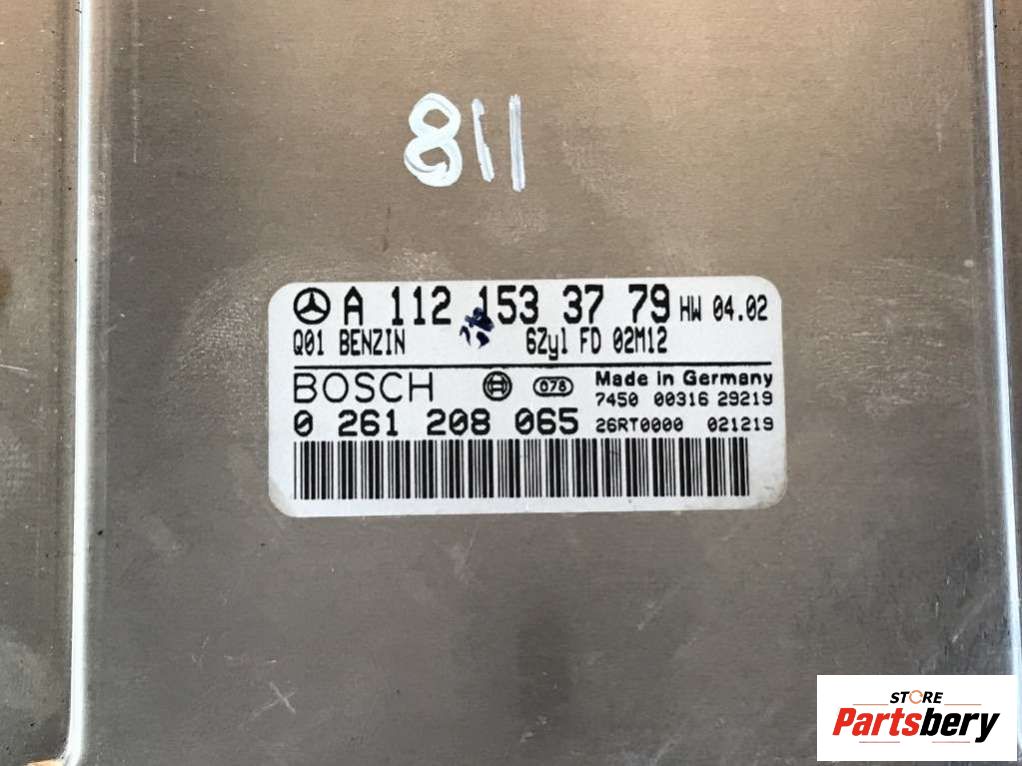 811
A 112 153 37 79 HW 04.02
Q01 BENZIN 6Zyl FD 02M12
BOSCH 078 Made in Germany
7450 00316 29219
0 261 208 065 26RT0000 021219
STORE
Partsbery